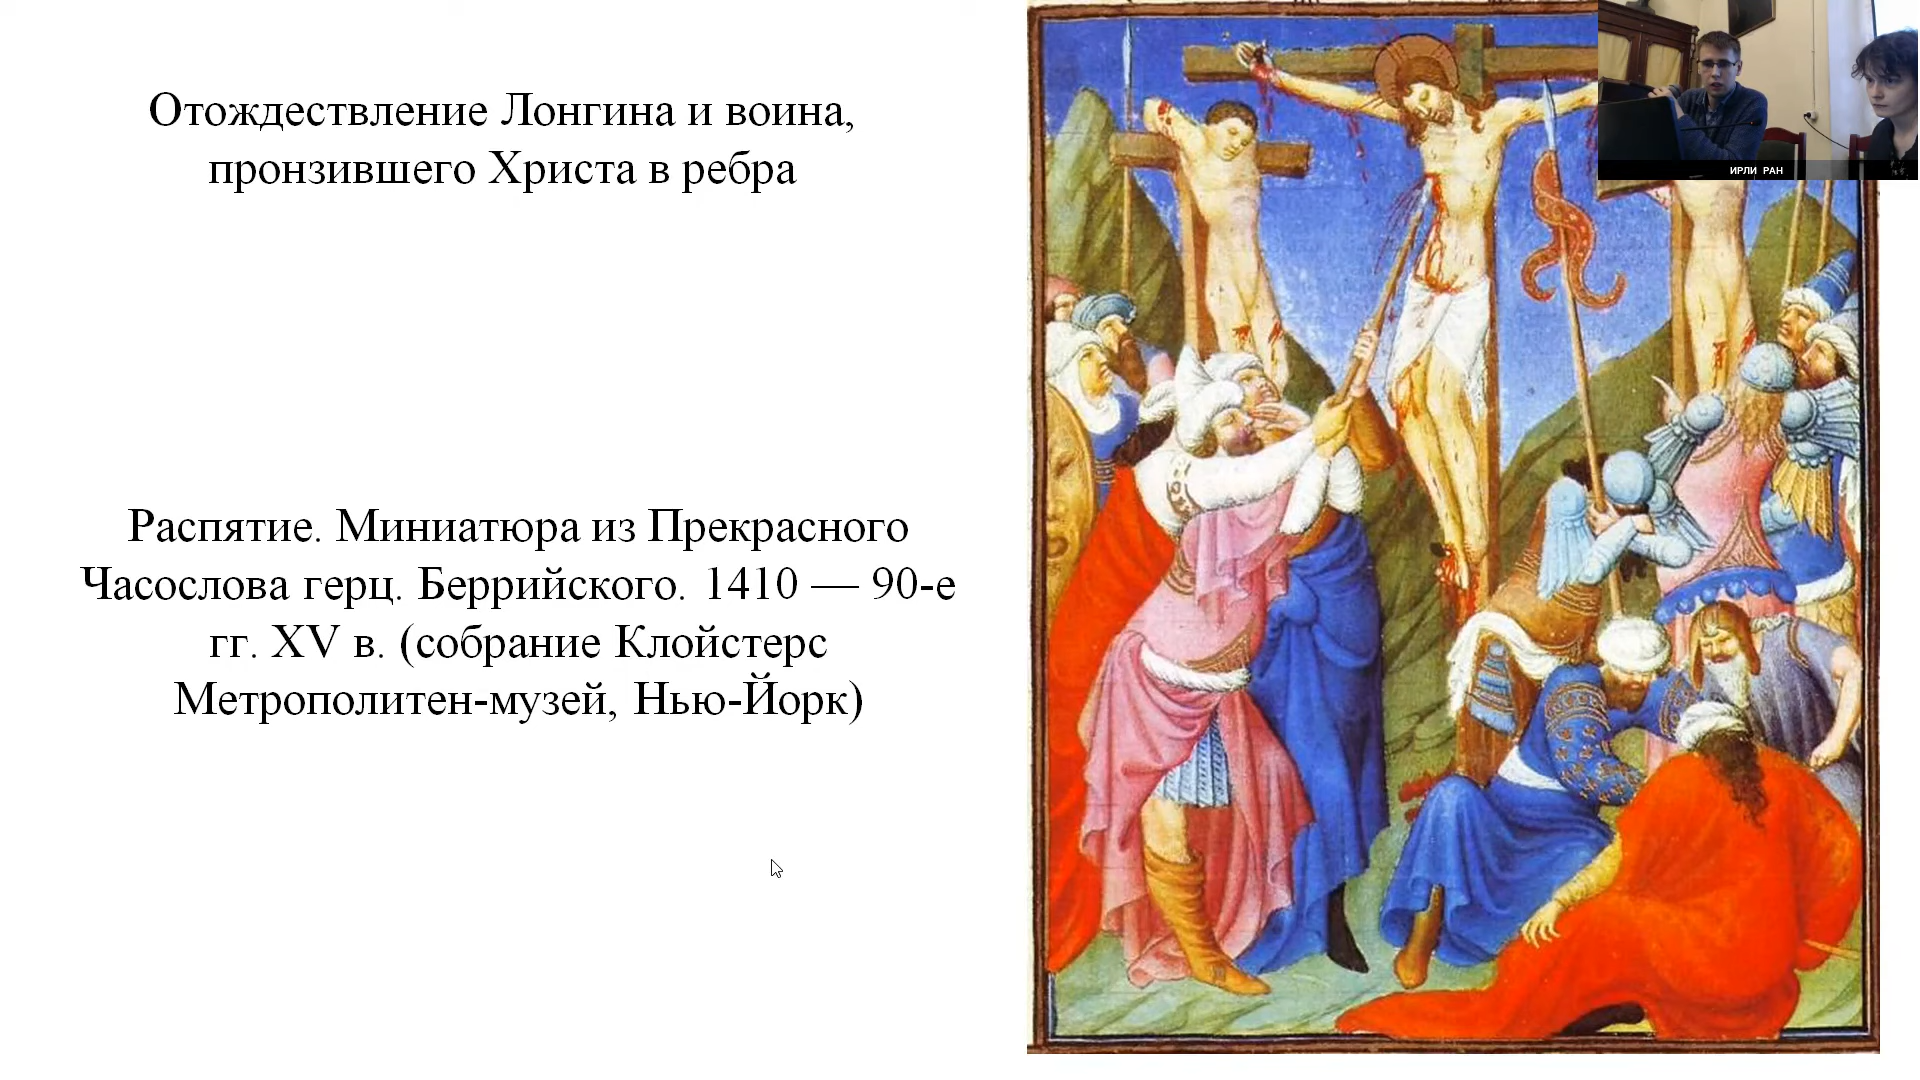 Отождествление Лонгина и воина,
пронзившего Христа в ребра
Распятие. Миниатюра из Прекрасного
Часослова герц. Беррийского. 1410 — 90-е
гг. XV в. (собрание Клойстерс
Метрополитен-музей, Нью-Йорк)
ИРЛИ РАН